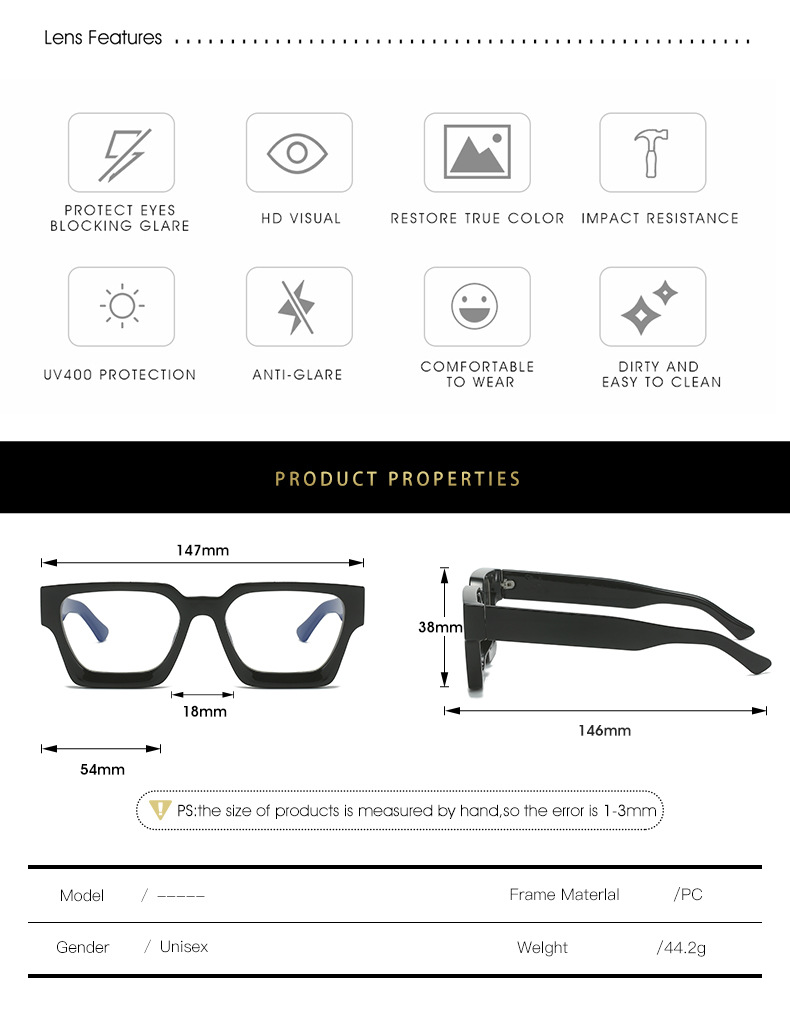 Lens Features
PROTECT EYES
BLOCKING GLARE
HD VISUAL
RESTORE TRUE COLOR
IMPACT RESISTANCE
UV400 PROTECTION
ANTI-GLARE
COMFORTABLE
TO WEAR
DIRTY AND
EASY TO CLEAN
PRODUCT PROPERTIES
147mm
38mm
18mm
146mm
54mm
PS:the size of products is measured by hand,so the error is 1-3mm
Model / -----
Frame Materlal /PC
Gender / Unisex
Welght /44.2g